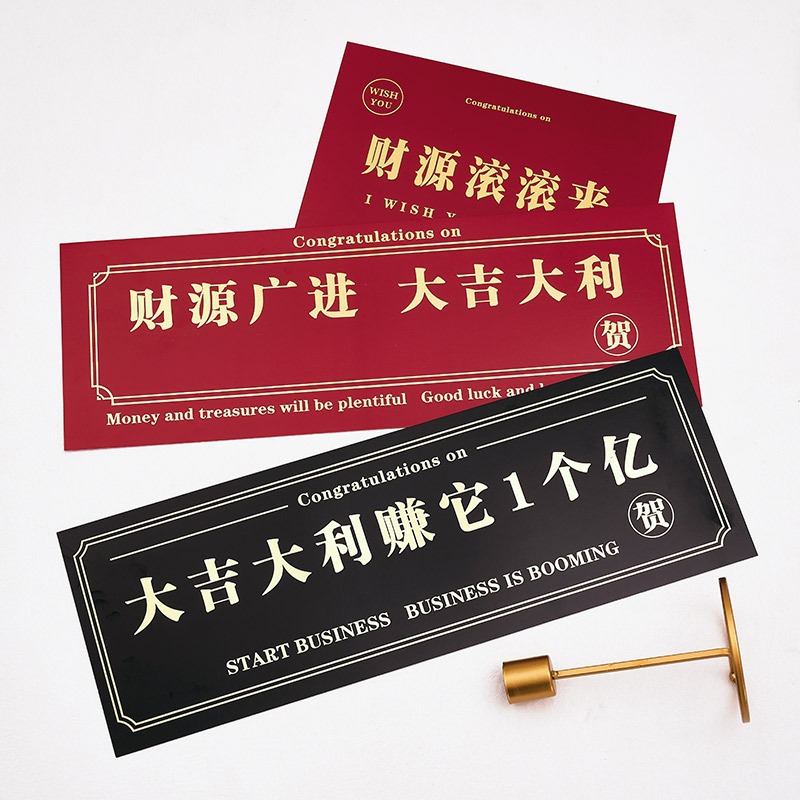 WISH
YOU
Congratulations on
财源滚滚来
I WISH
Congratulations on
财源广进 大吉大利
贺
Money and treasures will be plentiful Good luck and
Congratulations on
大吉大利赚它1个亿
贺
START BUSINESS BUSINESS IS BOOMING